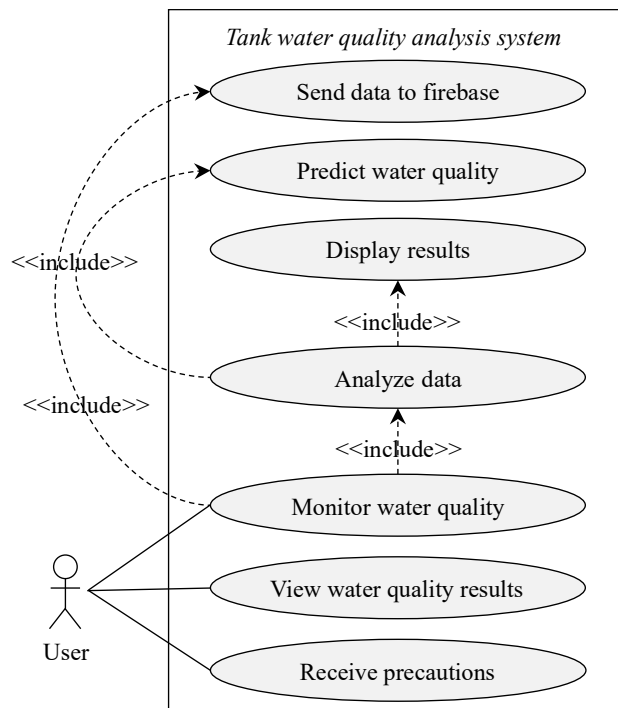 Tank water quality analysis system
Send data to firebase
Predict water quality
Display results
<<include>>
<<include>>
Analyze data
<<include>>
<<include>>
Monitor water quality
View water quality results
User
Receive precautions